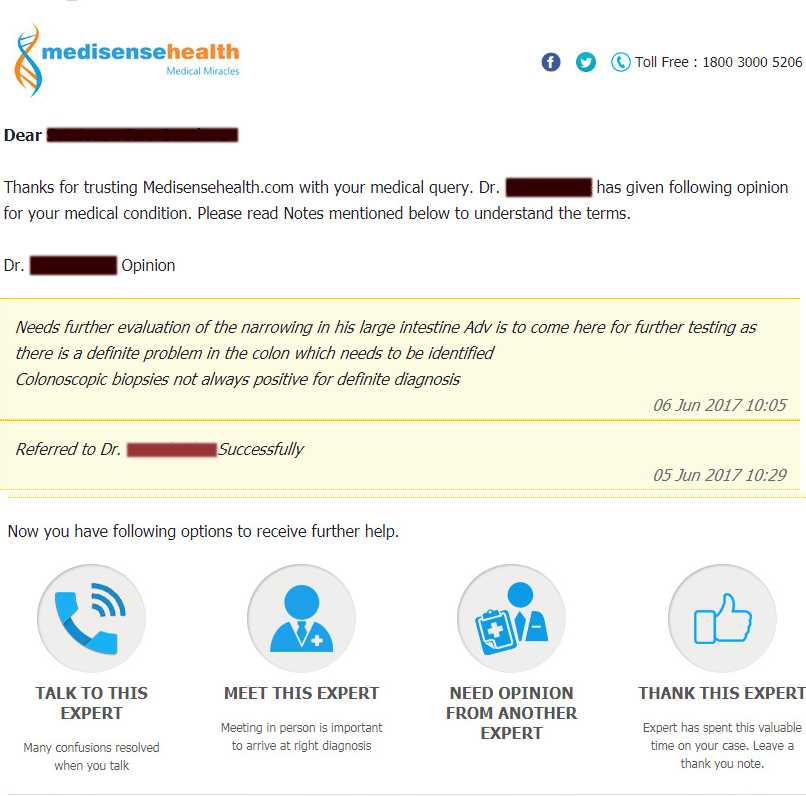 medisensehealth
Medical Miracles
Toll Free : 1800 3000 5206
Dear
Thanks for trusting Medisensehealth.com with your medical query. Dr. has given following opinion
for your medical condition. Please read Notes mentioned below to understand the terms.
Dr. Opinion
Needs further evaluation of the narrowing in his large intestine Adv is to come here for further testing as
there is a definite problem in the colon which needs to be identified
Colonoscopic biopsies not always positive for definite diagnosis
06 Jun 2017 10:05
Referred to Dr. Successfully
05 Jun 2017 10:29
Now you have following options to receive further help.
TALK TO THIS
EXPERT
Many confusions resolved
when you talk
MEET THIS EXPERT
Meeting in person is important
to arrive at right diagnosis
NEED OPINION
FROM ANOTHER
EXPERT
THANK THIS EXPERT
Expert has spent this valuable
time on your case. Leave a
thank you note.